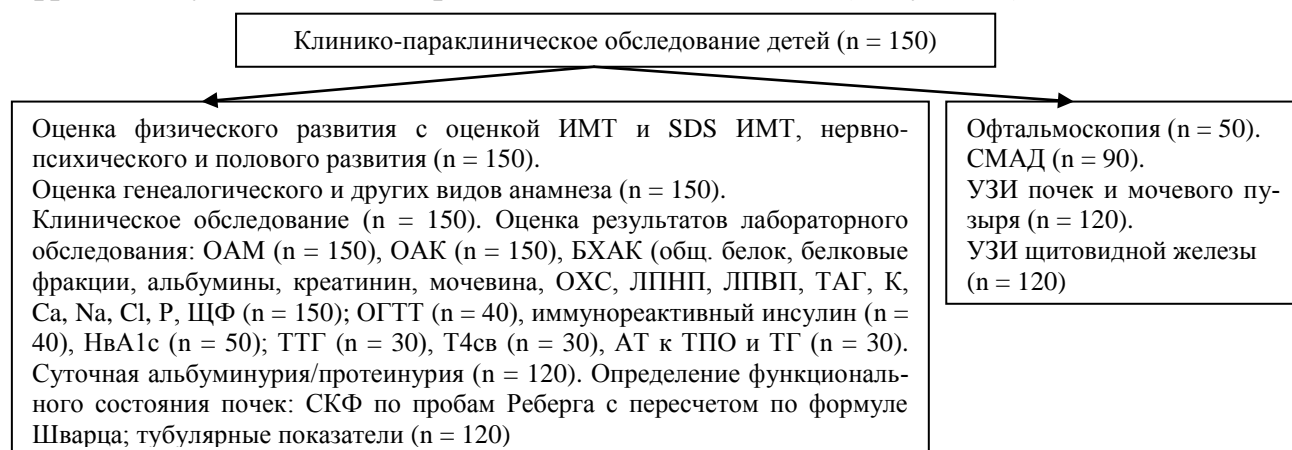 Клинико-параклиническое обследование детей (n = 150)
Оценка физического развития с оценкой ИМТ и SDS ИМТ, нервно-
психического и полового развития (n = 150).
Оценка генеалогического и других видов анамнеза (n = 150).
Клиническое обследование (n = 150). Оценка результатов лабораторного
обследования: ОАМ (n = 150), ОАК (n = 150), БХАК (общ. белок, белковые
фракции, альбумины, креатинин, мочевина, ОХС, ЛПНП, ЛПВП, ТАГ, К,
Са, Na, Cl, P, ЩФ (n = 150); ОГТТ (n = 40), иммунореактивный инсулин (n =
40), НвА1с (n = 50); ТТГ (n = 30), Т4св (n = 30), АТ к ТПО и ТГ (n = 30).
Суточная альбуминурия/протеинурия (n = 120). Определение функциональ-
ного состояния почек: СКФ по пробам Реберга с пересчетом по формуле
Шварца; тубулярные показатели (n = 120)
Офтальмоскопия (n = 50).
СМАД (n = 90).
УЗИ почек и мочевого пу-
зыря (n = 120).
УЗИ щитовидной железы
(n = 120)